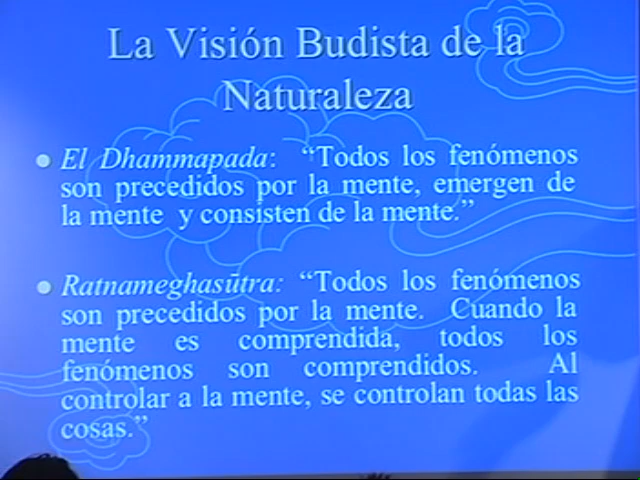 La Visión Budista de la
Naturaleza
El Dhammapada: “Todos los fenómenos
son precedidos por la mente, emergen de
la mente y consisten de la mente.”
Ratnameghasūtra: “Todos los fenómenos
son precedidos por la mente. Cuando la
mente es comprendida, todos los
fenómenos son comprendidos. Al
controlar a la mente, se controlan todas las
cosas.”